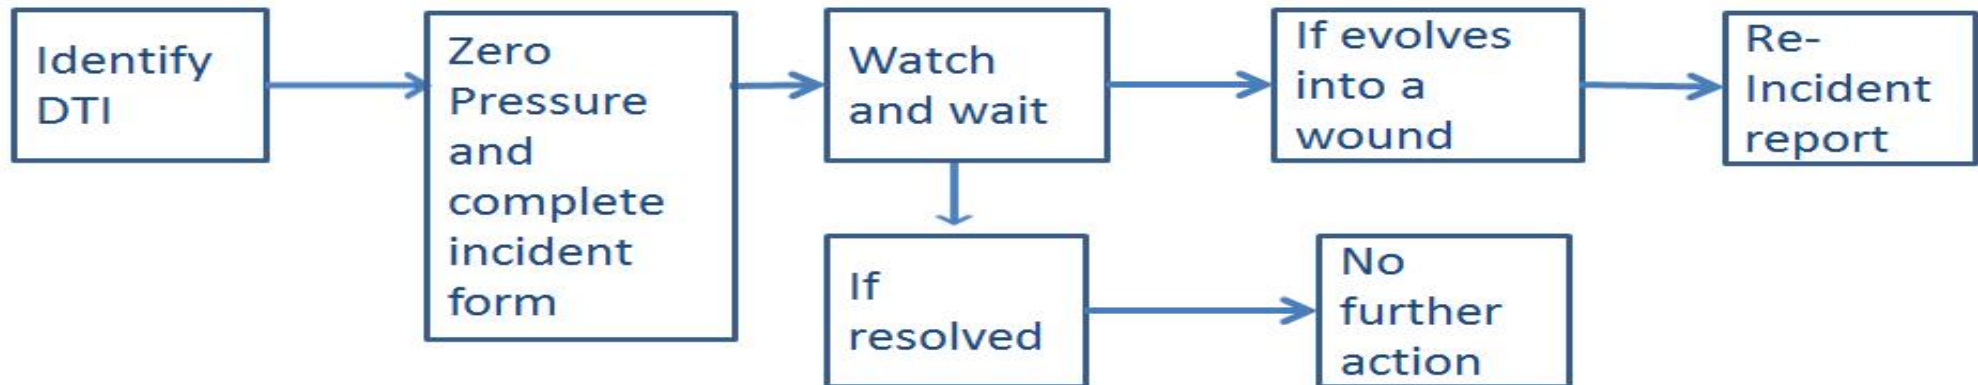 Identify
DTI
Zero
Pressure
and
complete
incident
form
Watch
and wait
If evolves
into a
wound
Re-
Incident
report
If
resolved
No
further
action